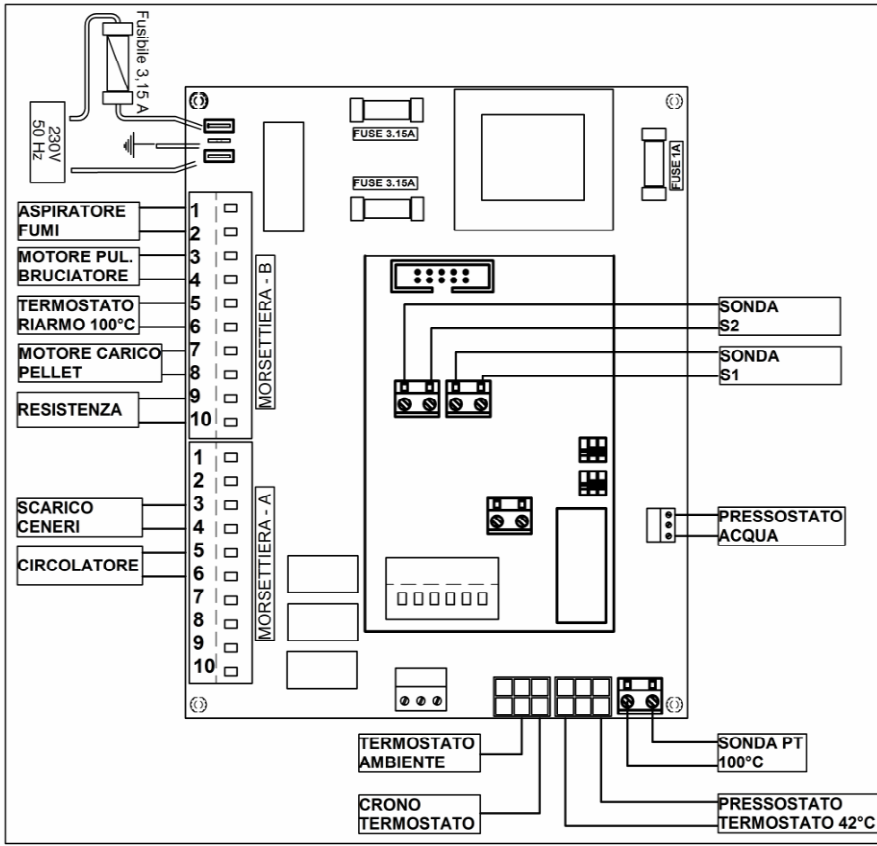 Fusibile 3,15 A
230V
50 Hz
FUSE 3.15A
FUSE 3.15A
FUSE 1A
ASPIRATORE
FUMI
MOTORE PUL.
BRUCIATORE
TERMOSTATO
RIARMO 100°C
MOTORE CARICO
PELLET
RESISTENZA
1
2
3
4
5
6
7
8
9
10
MORSETTIERA - B
SCARICO
CENERI
CIRCOLATORE
1
2
3
4
5
6
7
8
9
10
MORSETTIERA - A
SONDA
S2
SONDA
S1
PRESSOSTATO
ACQUA
TERMOSTATO
AMBIENTE
CRONO
TERMOSTATO
SONDA PT
100°C
PRESSOSTATO
TERMOSTATO 42°C